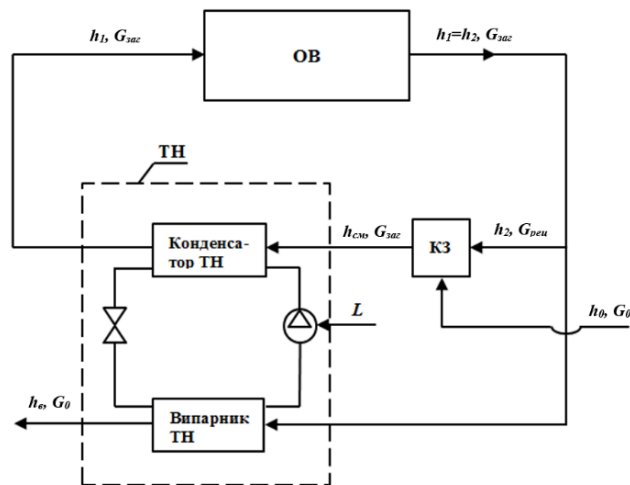 h₁, Gзаг
ОВ
h₁=h₂, Gзаг
ТН
Конденса-
тор ТН
hсм, Gзаг
КЗ
h₂, Gрец
L
h₀, G₀
hв, G₀
Випарник
ТН